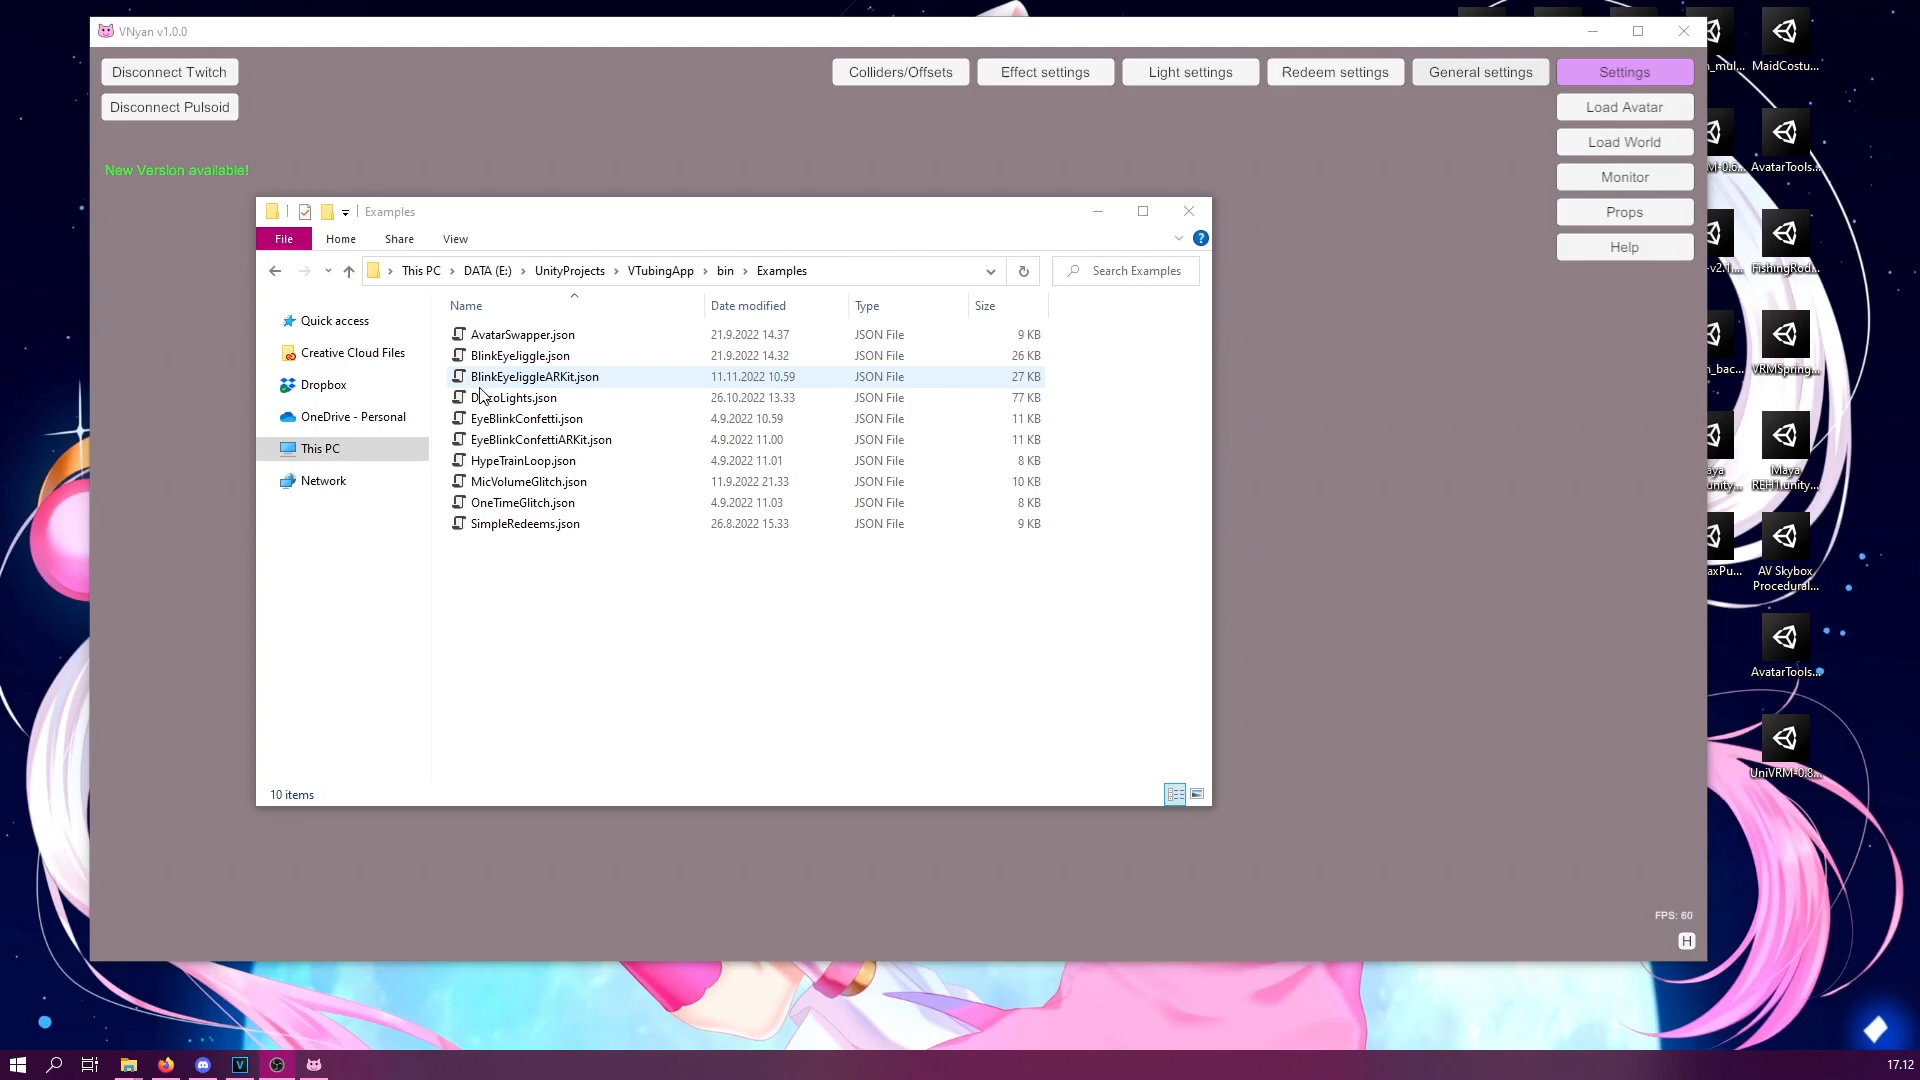 VNyan v1.0.0
Disconnect Twitch
Disconnect Pulsoid
Colliders/Offsets
Effect settings
Light settings
Redeem settings
General settings
Settings
Load Avatar
Load World
Monitor
Props
Help
New Version available!
Examples
File Home Share View
This PC > DATA (E:) > UnityProjects > VTubingApp > bin > Examples
Search Examples
Name Date modified Type Size
Quick access
Creative Cloud Files
Dropbox
OneDrive - Personal
This PC
Network
AvatarSwapper.json 21.9.2022 14.37 JSON File 9 KB
BlinkEyeJiggle.json 21.9.2022 14.32 JSON File 26 KB
BlinkEyeJiggleARKit.json 11.11.2022 10.59 JSON File 27 KB
26.10.2022 13.33 JSON File 77 KB
EyeBlinkConfetti.json 4.9.2022 10.59 JSON File 11 KB
EyeBlinkConfettiARKit.json 4.9.2022 11.00 JSON File 11 KB
HypeTrainLoop.json 4.9.2022 11.01 JSON File 8 KB
MicVolumeGlitch.json 11.9.2022 21.33 JSON File 10 KB
OneTimeGlitch.json 4.9.2022 11.03 JSON File 8 KB
SimpleRedeems.json 26.8.2022 15.33 JSON File 9 KB
10 items
FPS: 60
H
MaidCostu...
AvatarTools...
FishingRod...
VRMSpring...
Maya
REH1unity...
AV Skybox
Procedural...
AvatarTools...
UniVRM-0.8...
17.12